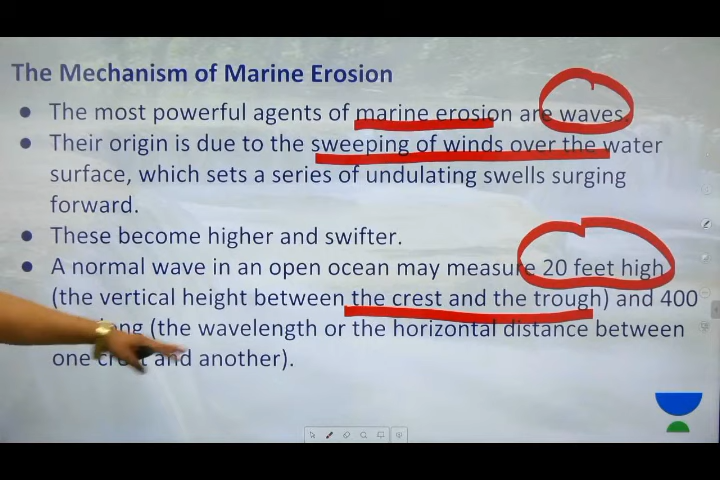 The Mechanism of Marine Erosion
● The most powerful agents of marine erosion are waves.
● Their origin is due to the sweeping of winds over the water
surface, which sets a series of undulating swells surging
forward.
● These become higher and swifter.
● A normal wave in an open ocean may measure 20 feet high
(the vertical height between the crest and the trough) and 400
long (the wavelength or the horizontal distance between
one crest and another).